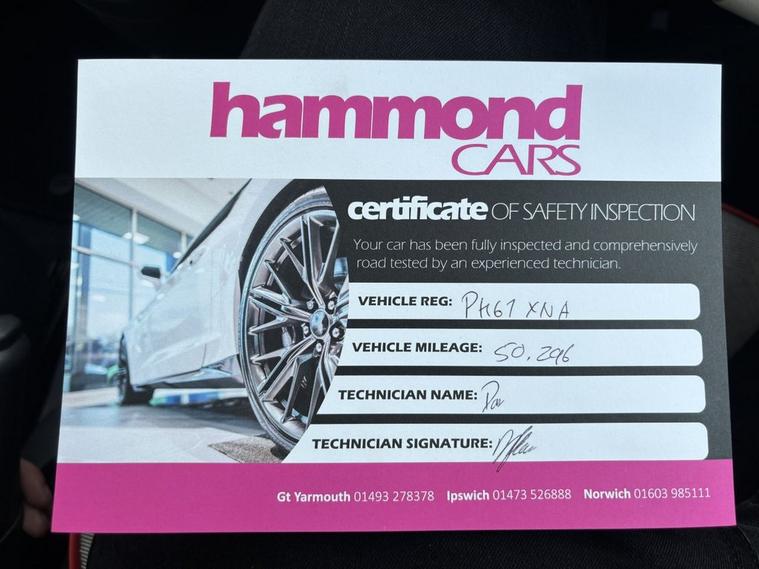 hammond
CARS
certificate OF SAFETY INSPECTION
Your car has been fully inspected and comprehensively
road tested by an experienced technician.
VEHICLE REG: PH67 XNA
VEHICLE MILEAGE: 50.296
TECHNICIAN NAME:
TECHNICIAN SIGNATURE:
Gt Yarmouth 01493 278378 Ipswich 01473 526888 Norwich 01603 985111